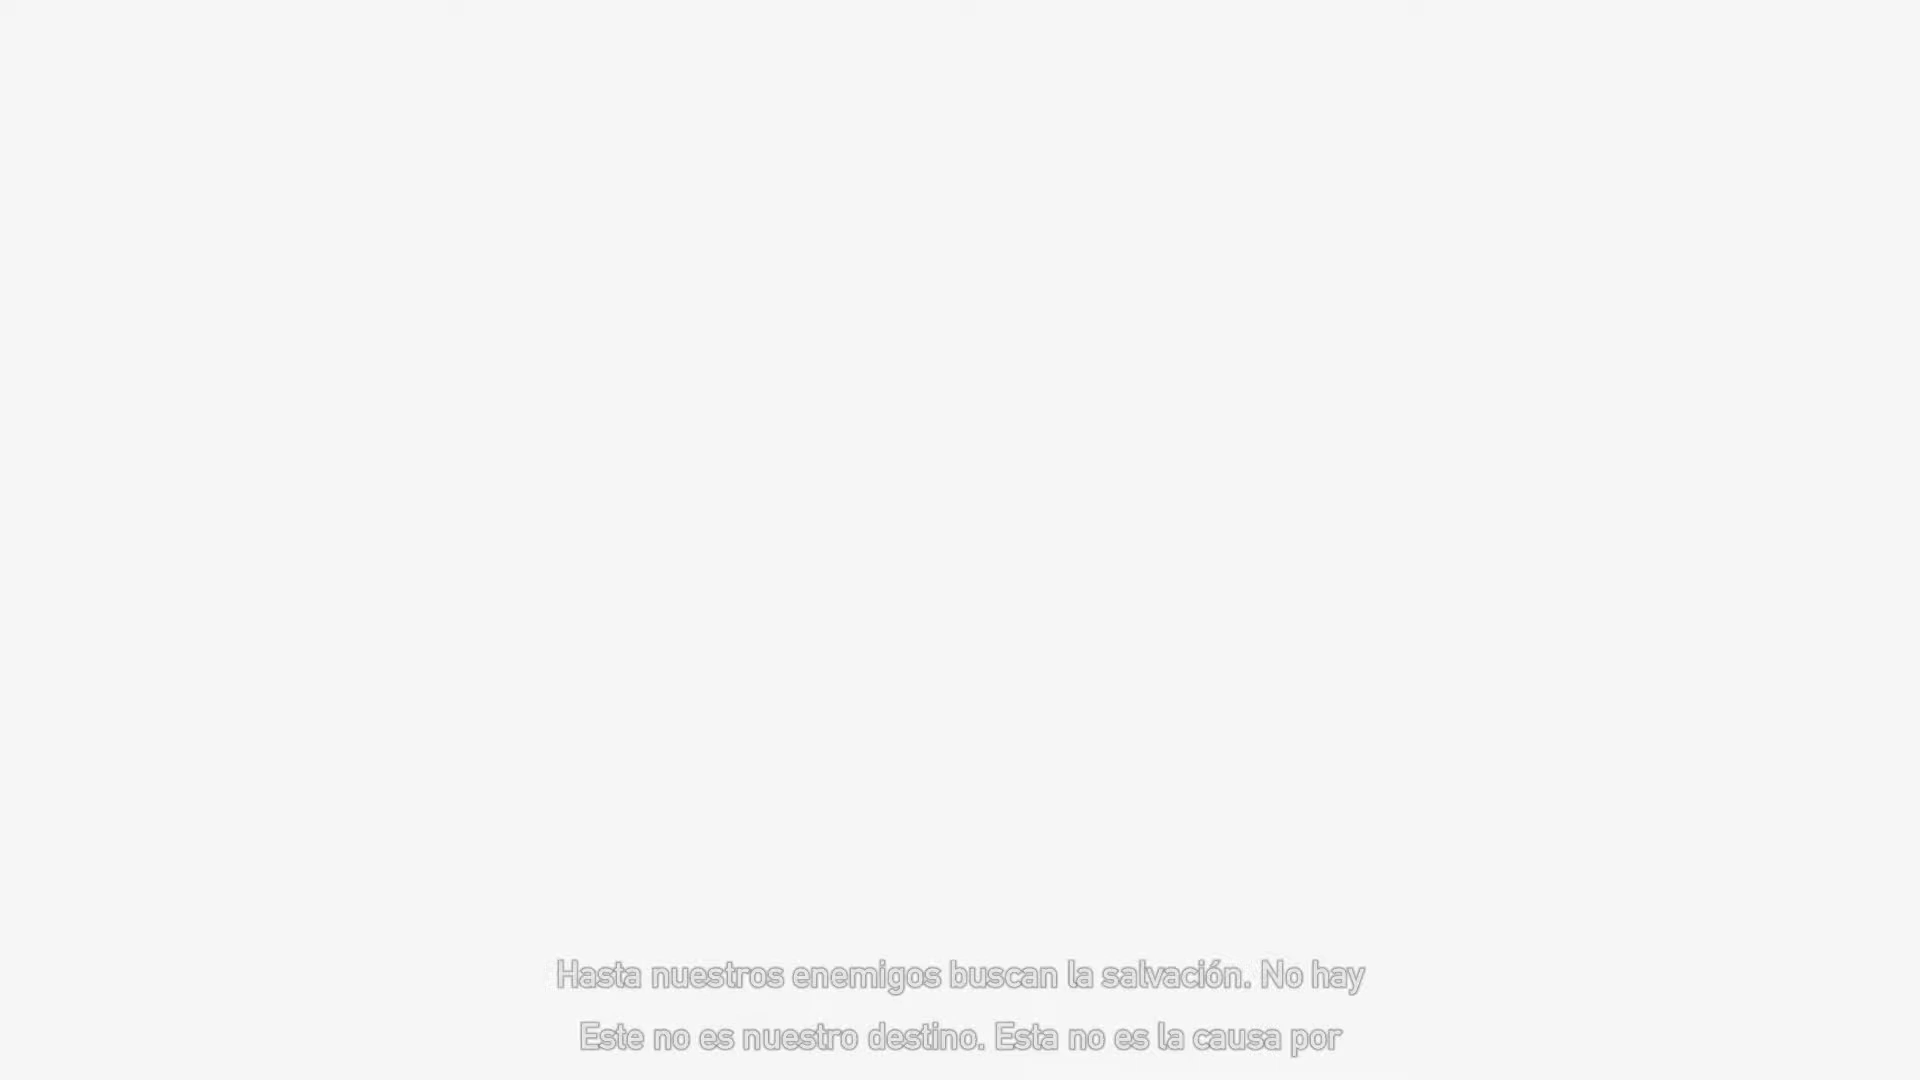 Hasta nuestros enemigos buscan la salvación. No hay
Este no es nuestro destino. Esta no es la causa por